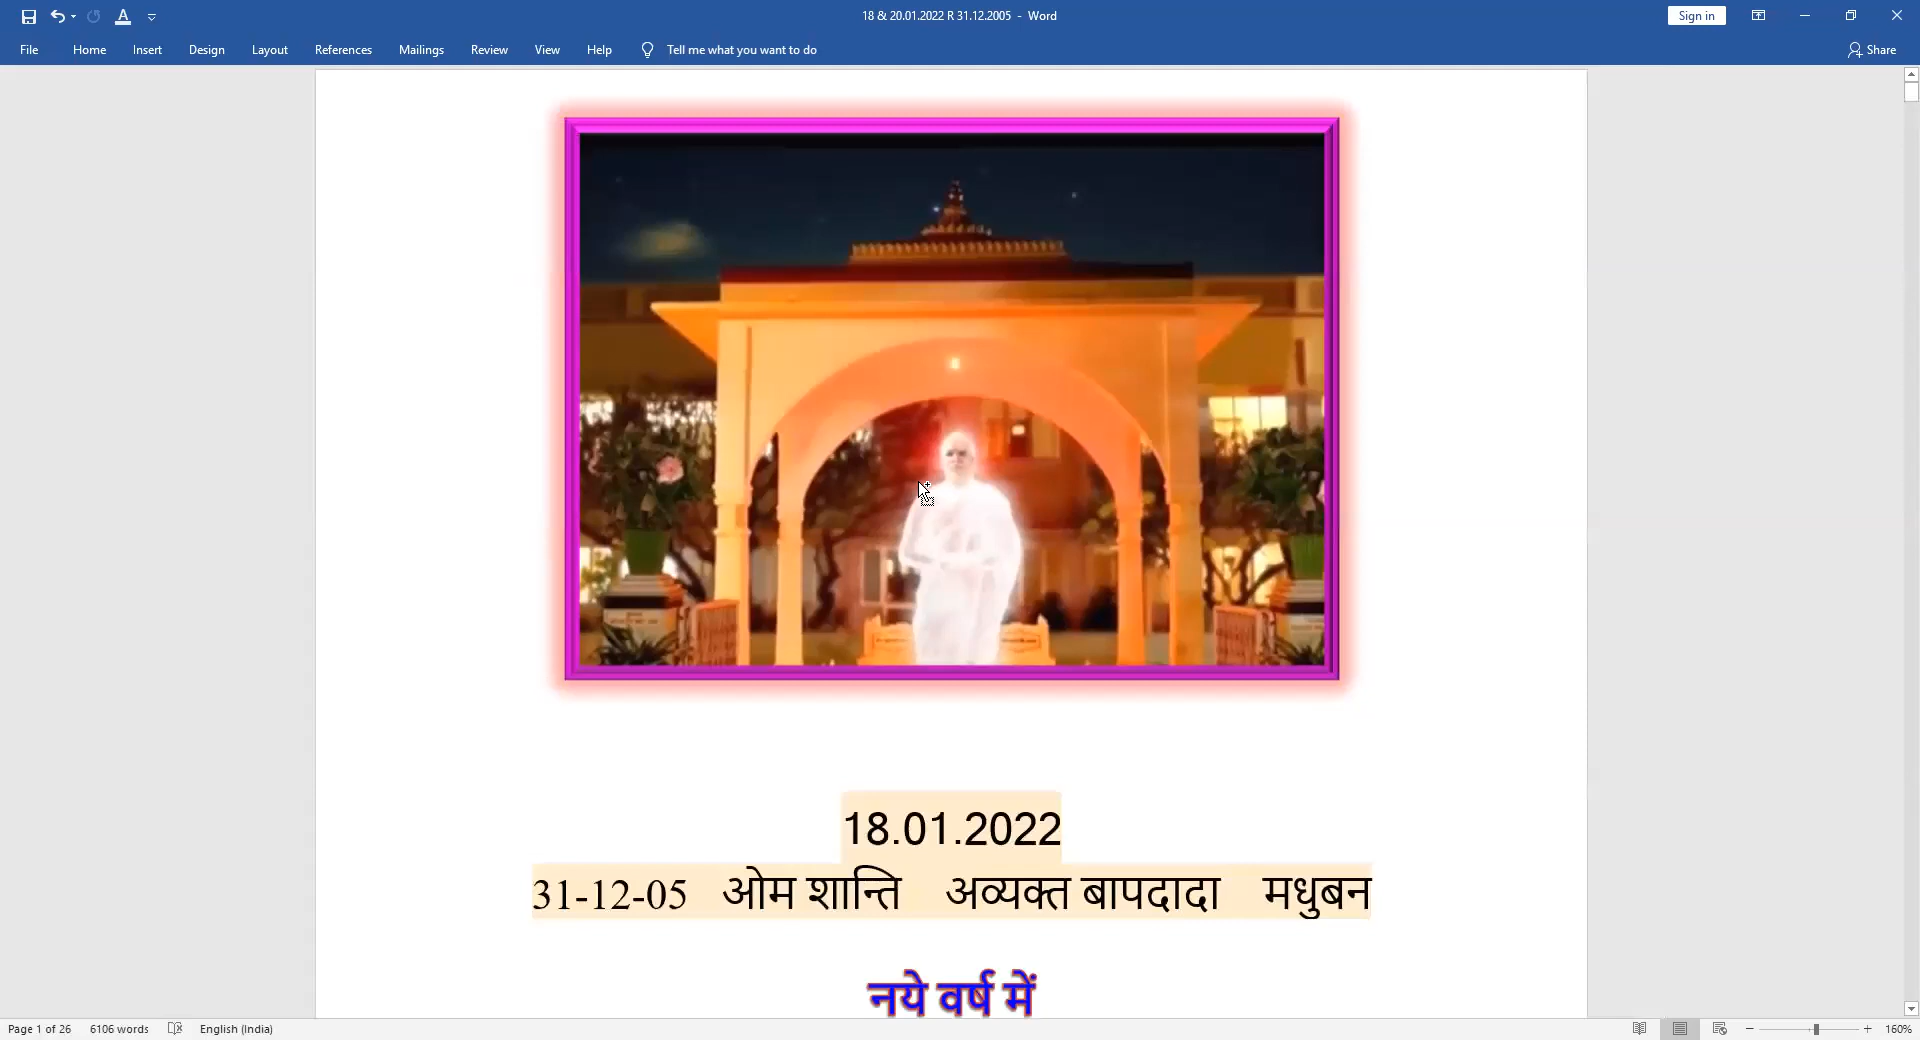 18 & 20.01.2022 R 31.12.2005 - Word
Sign in
File Home Insert Design Layout References Mailings Review View Help Tell me what you want to do Share
18.01.2022
31-12-05 ओम शान्ति अव्यक्त बापदादा मधुबन
नये वर्ष में
Page 1 of 26 6106 words English (India) 160%